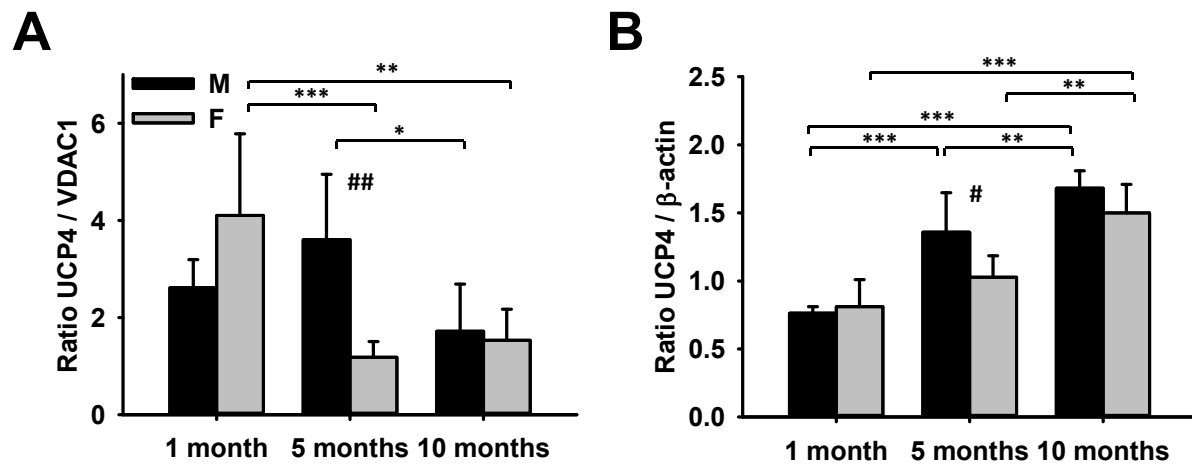 A
M
F
**
***
*
##
Ratio UCP4 / VDAC1
6
4
2
0
1 month 5 months 10 months
B
***
**
***
***
**
#
Ratio UCP4 / β-actin
2.5
2.0
1.5
1.0
0.5
0.0
1 month 5 months 10 months